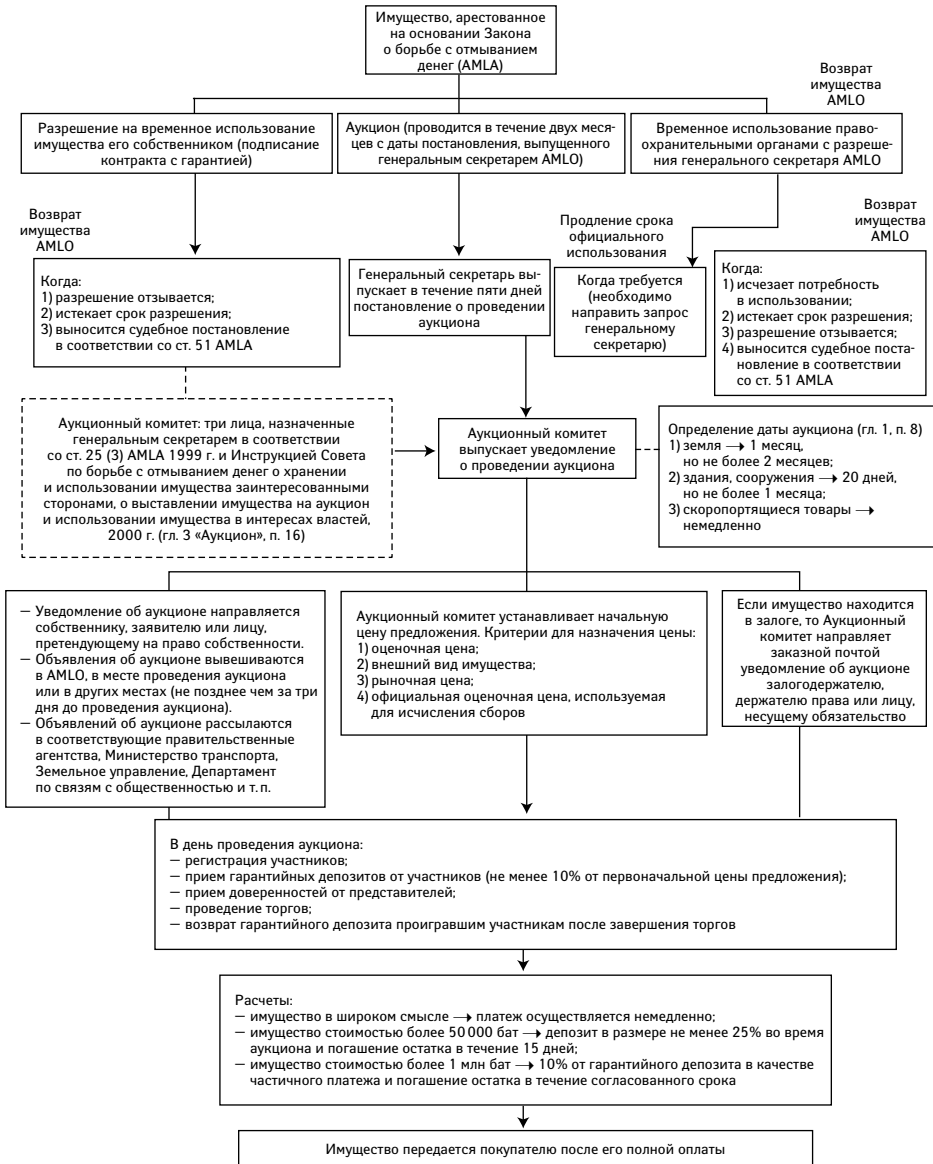 Имущество, арестованное
на основании Закона
о борьбе с отмыванием
денег (AMLA)
Возврат
имущества
AMLO
Разрешение на временное использование
имущества его собственником (подписание
контракта с гарантией)
Аукцион (проводится в течение двух меся-
цев с даты постановления, выпущенного
генеральным секретарем AMLO)
Временное использование право-
охранительными органами с разреше-
ния генерального секретаря AMLO
Возврат
имущества
AMLO
Когда:
1) разрешение отзывается;
2) истекает срок разрешения;
3) выносится судебное постановление
в соответствии со ст. 51 AMLA
Генеральный секретарь вы-
пускает в течение пяти дней
постановление о проведении
аукциона
Продление срока
официального
использования
Когда требуется
(необходимо
направить запрос
генеральному
секретарю)
Возврат
имущества
AMLO
Когда:
1) исчезает потребность
в использовании;
2) истекает срок разрешения;
3) разрешение отзывается;
4) выносится судебное поста-
новление в соответствии
со ст. 51 AMLA
Аукционный комитет: три лица, назначенные
генеральным секретарем в соответствии
со ст. 25 (3) AMLA 1999 г. и Инструкцией Совета
по борьбе с отмыванием денег о хранении
и использовании имущества заинтересованными
сторонами, о выставлении имущества на аукцион
и использовании имущества в интересах властей,
2000 г. (гл. 3 «Аукцион», п. 16)
Аукционный комитет
выпускает уведомление
о проведении аукциона
Определение даты аукциона (гл. 1, п. 8)
1) земля → 1 месяц,
но не более 2 месяцев;
2) здания, сооружения → 20 дней,
но не более 1 месяца;
3) скоропортящиеся товары →
немедленно
— Уведомление об аукционе направляется
собственнику, заявителю или лицу,
претендующему на право собственности.
— Объявления об аукционе вывешиваются
в AMLO, в месте проведения аукциона
или в других местах (не позднее чем за три
дня до проведения аукциона).
— Объявлений об аукционе рассылаются
в соответствующие правительственные
агентства, Министерство транспорта,
Земельное управление, Департамент
по связям с общественностью и т. п.
Аукционный комитет устанавливает начальную
цену предложения. Критерии для назначения цены:
1) оценочная цена;
2) внешний вид имущества;
3) рыночная цена;
4) официальная оценочная цена, используемая
для исчисления сборов
Если имущество находится
в залоге, то Аукционный
комитет направляет
заказной почтой
уведомление об аукционе
залогодержателю,
держателю права или лицу,
несущему обязательство
В день проведения аукциона:
— регистрация участников;
— прием гарантийных депозитов от участников (не менее 10% от первоначальной цены предложения);
— прием доверенностей от представителей;
— проведение торгов;
— возврат гарантийного депозита проигравшим участникам после завершения торгов
Расчеты:
— имущество в широком смысле → платеж осуществляется немедленно;
— имущество стоимостью более 50 000 бат → депозит в размере не менее 25% во время
аукциона и погашение остатка в течение 15 дней;
— имущество стоимостью более 1 млн бат → 10% от гарантийного депозита в качестве
частичного платежа и погашение остатка в течение согласованного срока
Имущество передается покупателю после его полной оплаты